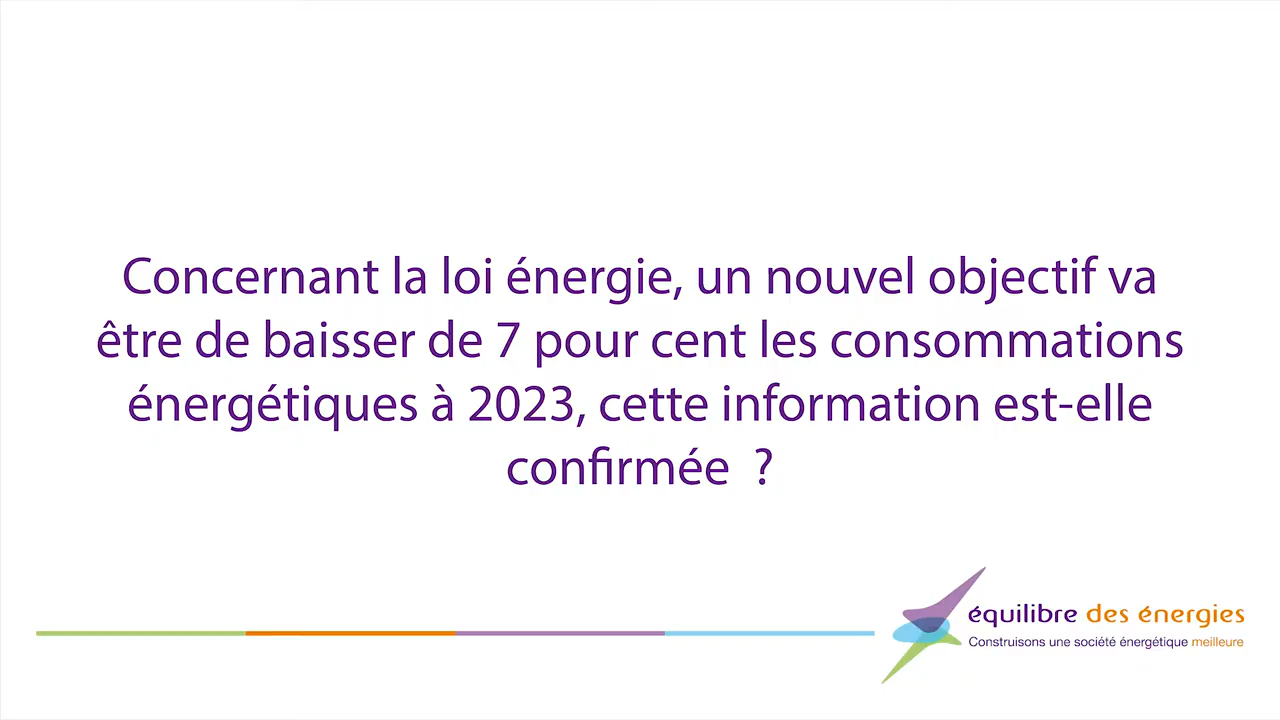 Concernant la loi énergie, un nouvel objectif va
être de baisser de 7 pour cent les consommations
énergétiques à 2023, cette information est-elle
confirmée ?
équilibre des énergies
Construisons une société énergétique meilleure